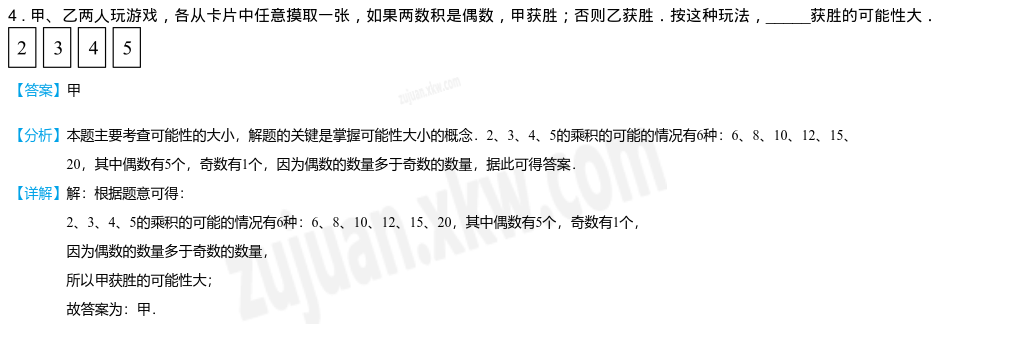 4．甲、乙两人玩游戏，各从卡片中任意摸取一张，如果两数积是偶数，甲获胜；否则乙获胜．按这种玩法，______获胜的可能性大．
2 3 4 5
【答案】甲
zujuan.xkw.com
【分析】本题主要考查可能性的大小，解题的关键是掌握可能性大小的概念．2、3、4、5的乘积的可能的情况有6种：6、8、10、12、15、
20，其中偶数有5个，奇数有1个，因为偶数的数量多于奇数的数量，据此可得答案．
【详解】解：根据题意可得：
2、3、4、5的乘积的可能的情况有6种：6、8、10、12、15、20，其中偶数有5个，奇数有1个，
因为偶数的数量多于奇数的数量，
所以甲获胜的可能性大；
故答案为：甲．
zujuan.xkw.com